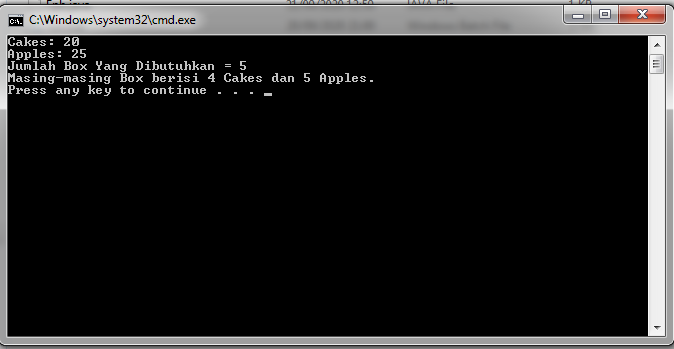 C:\Windows\system32\cmd.exe
Cakes: 20
Apples: 25
Jumlah Box Yang Dibutuhkan = 5
Masing-masing Box berisi 4 Cakes dan 5 Apples.
Press any key to continue . . . _